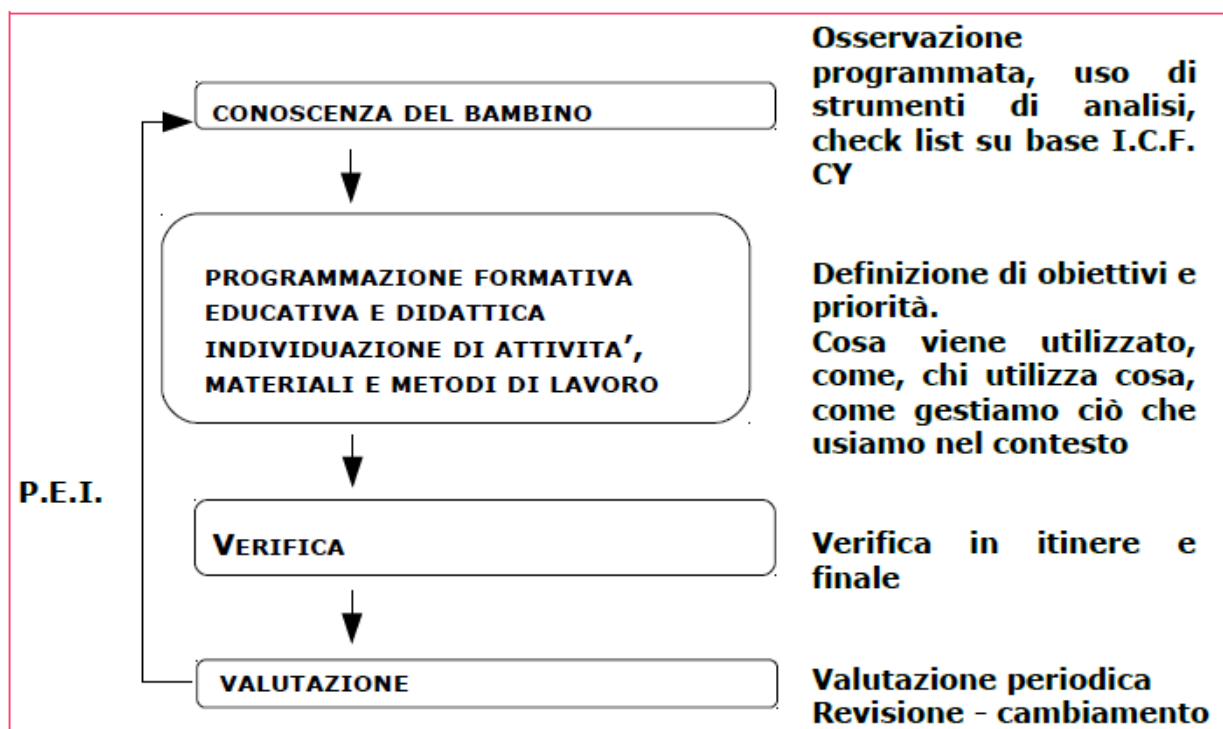 Osservazione
programmata, uso di
strumenti di analisi,
check list su base I.C.F.
CY
CONOSCENZA DEL BAMBINO
PROGRAMMAZIONE FORMATIVA
EDUCATIVA E DIDATTICA
INDIVIDUAZIONE DI ATTIVITA’,
MATERIALI E METODI DI LAVORO
Definizione di obiettivi e
priorità.
Cosa viene utilizzato,
come, chi utilizza cosa,
come gestiamo ciò che
usiamo nel contesto
P.E.I.
VERIFICA
Verifica in itinere e
finale
VALUTAZIONE
Valutazione periodica
Revisione - cambiamento